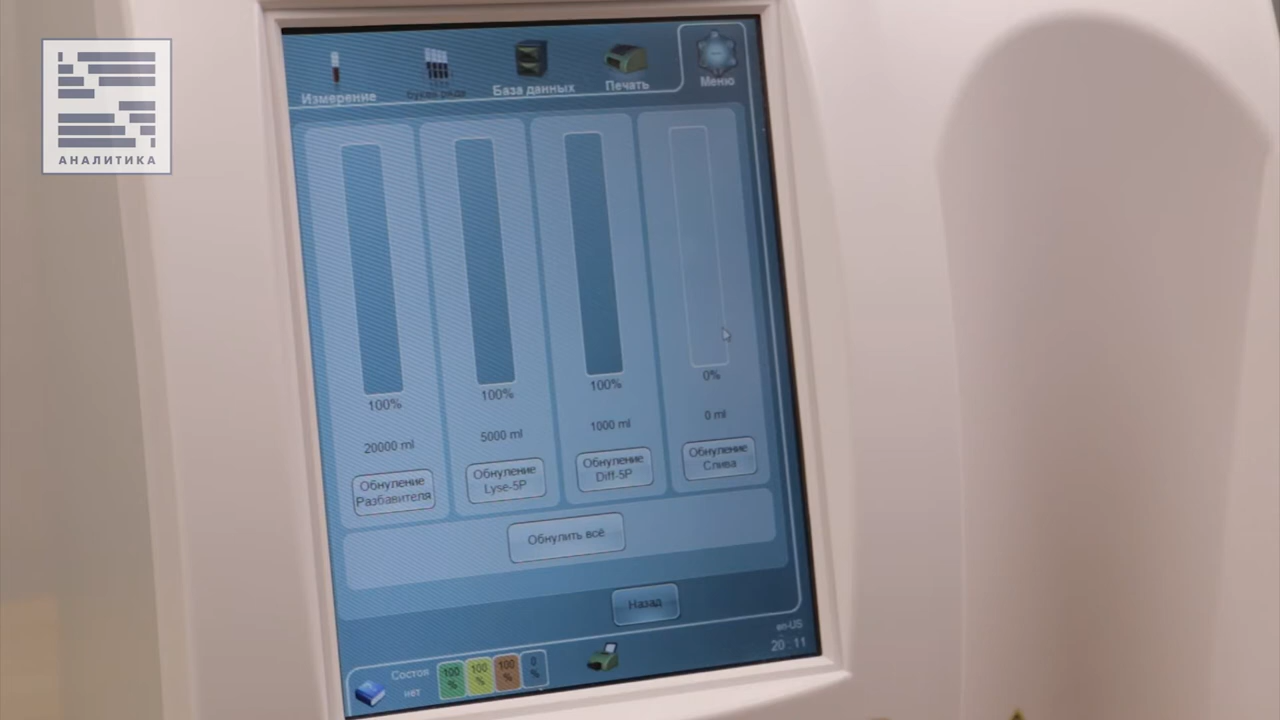 АНАЛИТИКА
Измерение
База данных
Печать
Меню
100%
100%
100%
0%
20000 ml
5000 ml
1000 ml
0 ml
Обнуление
Разбавителя
Обнуление
Lyse-5P
Обнуление
Diff-5P
Обнуление
Слива
Обнулить всё
Назад
en-US
20 : 11
Состоя
нет
100
%
100
%
100
%
0
%